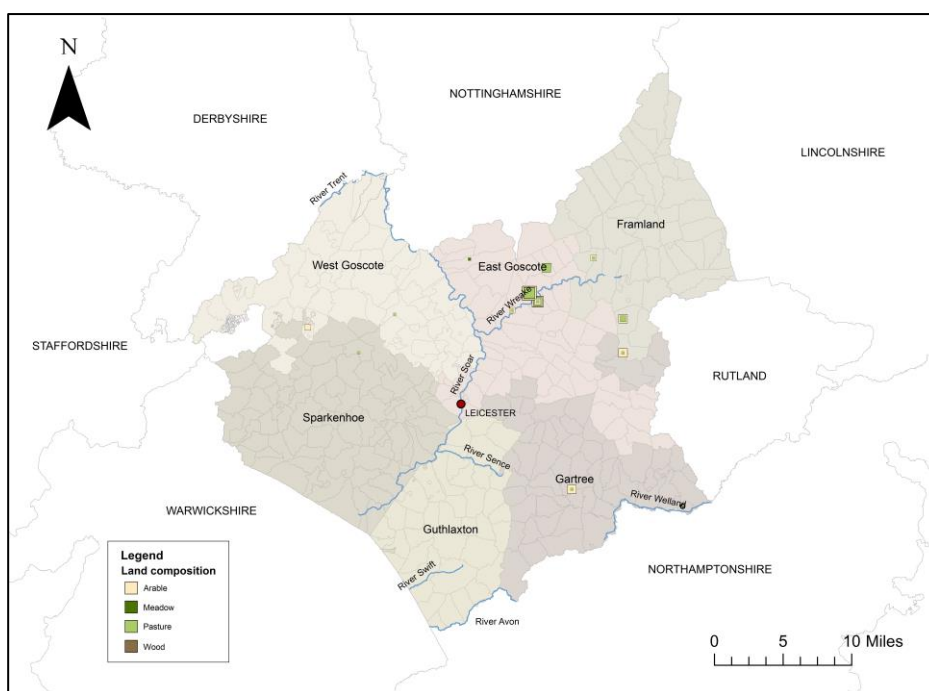 N
NOTTINGHAMSHIRE
DERBYSHIRE
LINCOLNSHIRE
River Trent
Framland
West Goscote
East Goscote
River Wreake
STAFFORDSHIRE
RUTLAND
River Soar
LEICESTER
Sparkenhoe
River Sence
Gartree
River Welland
WARWICKSHIRE
Guthlaxton
Legend
Land composition
Arable
Meadow
Pasture
Wood
River Swift
NORTHAMPTONSHIRE
River Avon
0 5 10 Miles